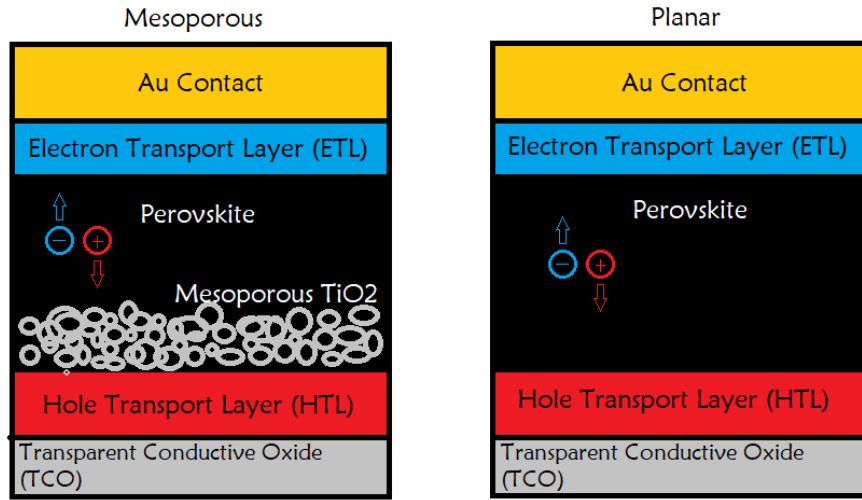 Mesoporous
Au Contact
Electron Transport Layer (ETL)
Perovskite
−
+
Mesoporous TiO2
Hole Transport Layer (HTL)
Transparent Conductive Oxide
(TCO)
Planar
Au Contact
Electron Transport Layer (ETL)
Perovskite
−
+
Hole Transport Layer (HTL)
Transparent Conductive Oxide
(TCO)